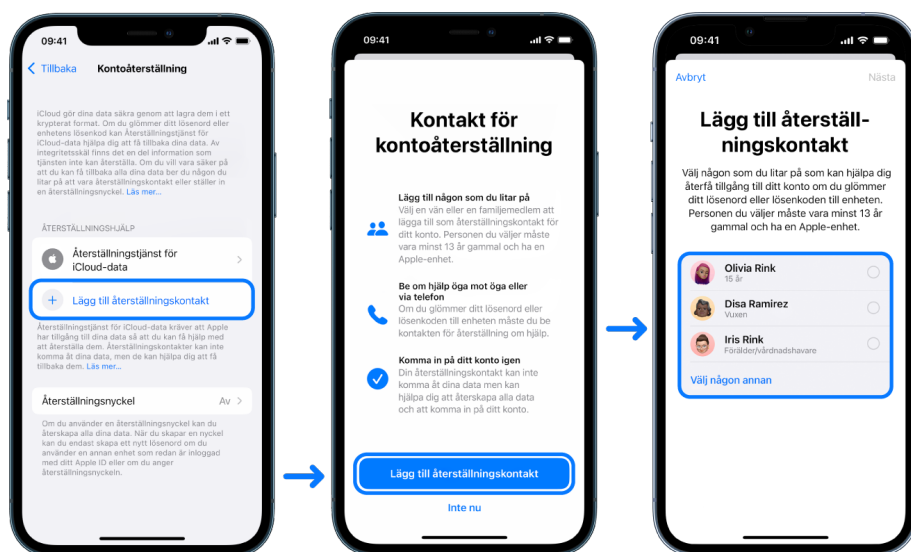 09:41
Tillbaka
Kontoåterställning
iCloud gör dina data säkra genom att lagra dem i ett
krypterat format. Om du glömmer ditt lösenord eller
enhetens lösenkod kan Återställningstjänst för
iCloud-data hjälpa dig att få tillbaka dina data. Av
integritetsskäl finns det en del information som
tjänsten inte kan återställa. Om du vill vara säker på
att du kan få tillbaka alla dina data ber du någon du
litar på att vara återställningskontakt eller ställer in
en återställningsnyckel. Läs mer...
ÅTERSTÄLLNINGSHJÄLP
Återställningstjänst för
iCloud-data
Lägg till återställningskontakt
Återställningstjänst för iCloud-data kräver att Apple
har tillgång till dina data så att du kan få hjälp med
att återställa dem. Återställningskontakter kan inte
komma åt dina data, men de kan hjälpa dig att få
tillbaka dem. Läs mer...
Återställningsnyckel
Av
Om du använder en återställningsnyckel kan du
återskapa alla dina data. När du skapar en nyckel
kan du endast skapa ett nytt lösenord om du
använder en annan enhet som redan är inloggad
med ditt Apple ID eller om du anger
återställningsnyckeln.
09:41
Kontakt för
kontoåterställning
Lägg till någon som du litar på
Välj en vän eller en familjemedlem att
lägga till som återställningskontakt för
ditt konto. Personen du väljer måste
vara minst 13 år gammal och ha en
Apple-enhet.
Be om hjälp öga mot öga eller
via telefon
Om du glömmer ditt lösenord eller
lösenkoden till enheten måste du be
kontakten för återställning om hjälp.
Komma in på ditt konto igen
Din återställningskontakt kan inte
komma åt dina data men kan
hjälpa dig att återskapa alla data
och att komma in på ditt konto.
Lägg till återställningskontakt
Inte nu
09:41
Avbryt
Nästa
Lägg till återställ-
ningskontakt
Välj någon som du litar på som kan hjälpa dig
återfå tillgång till ditt konto om du glömmer
ditt lösenord eller lösenkoden till enheten.
Personen du väljer måste vara minst 13 år
gammal och ha en Apple-enhet.
Olivia Rink
15 år
Disa Ramirez
Vuxen
Iris Rink
Förälder/vårdnadshavare
Välj någon annan